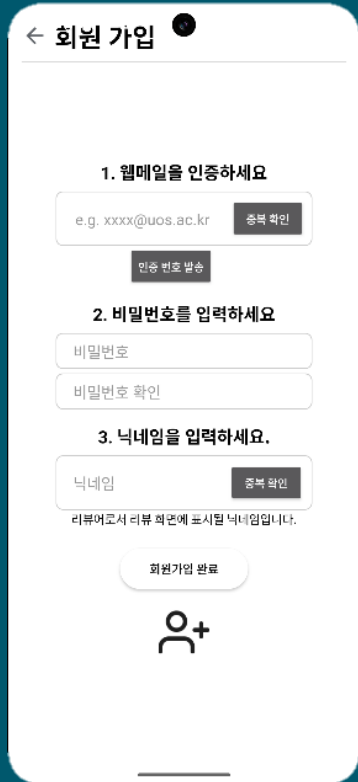 회원 가입
1. 웹메일을 인증하세요
e.g. xxxx@uos.ac.kr
중복 확인
인증 번호 발송
2. 비밀번호를 입력하세요
비밀번호
비밀번호 확인
3. 닉네임을 입력하세요.
닉네임
중복 확인
리뷰어로서 리뷰 화면에 표시될 닉네임입니다.
회원가입 완료